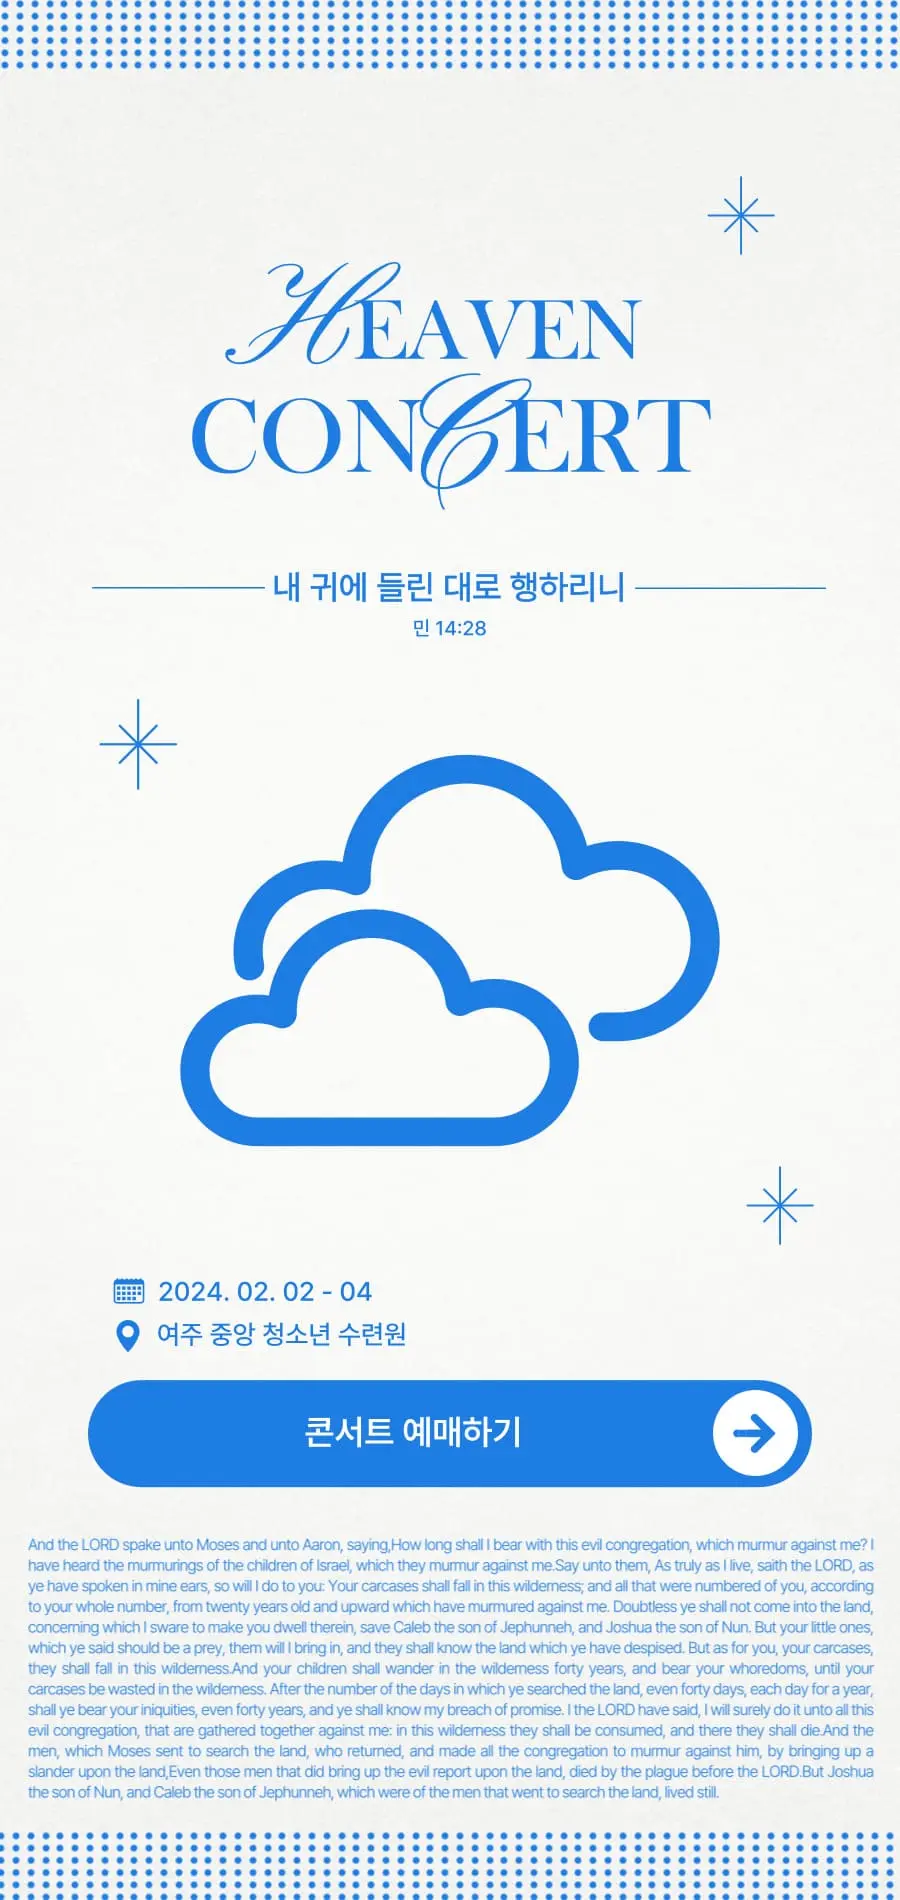 HEAVEN
CONCERT
내 귀에 들린 대로 행하리니
민 14:28
2024. 02. 02 - 04
여주 중앙 청소년 수련원
콘서트 예매하기
And the LORD spake unto Moses and unto Aaron, saying,How long shall I bear with this evil congregation, which murmur against me? I
have heard the murmurings of the children of Israel, which they murmur against me.Say unto them, As truly as I live, saith the LORD, as
ye have spoken in mine ears, so will I do to you: Your carcases shall fall in this wilderness; and all that were numbered of you, according
to your whole number, from twenty years old and upward which have murmured against me. Doubtless ye shall not come into the land,
concerning which I sware to make you dwell therein, save Caleb the son of Jephunneh, and Joshua the son of Nun. But your little ones,
which ye said should be a prey, them will I bring in, and they shall know the land which ye have despised. But as for you, your carcases,
they shall fall in this wilderness.And your children shall wander in the wilderness forty years, and bear your whoredoms, until your
carcases be wasted in the wilderness. After the number of the days in which ye searched the land, even forty days, each day for a year,
shall ye bear your iniquities, even forty years, and ye shall know my breach of promise. I the LORD have said, I will surely do it unto all this
evil congregation, that are gathered together against me: in this wilderness they shall be consumed, and there they shall die.And the
men, which Moses sent to search the land, who returned, and made all the congregation to murmur against him, by bringing up a
slander upon the land,Even those men that did bring up the evil report upon the land, died by the plague before the LORD.But Joshua
the son of Nun, and Caleb the son of Jephunneh, which were of the men that went to search the land, lived still.